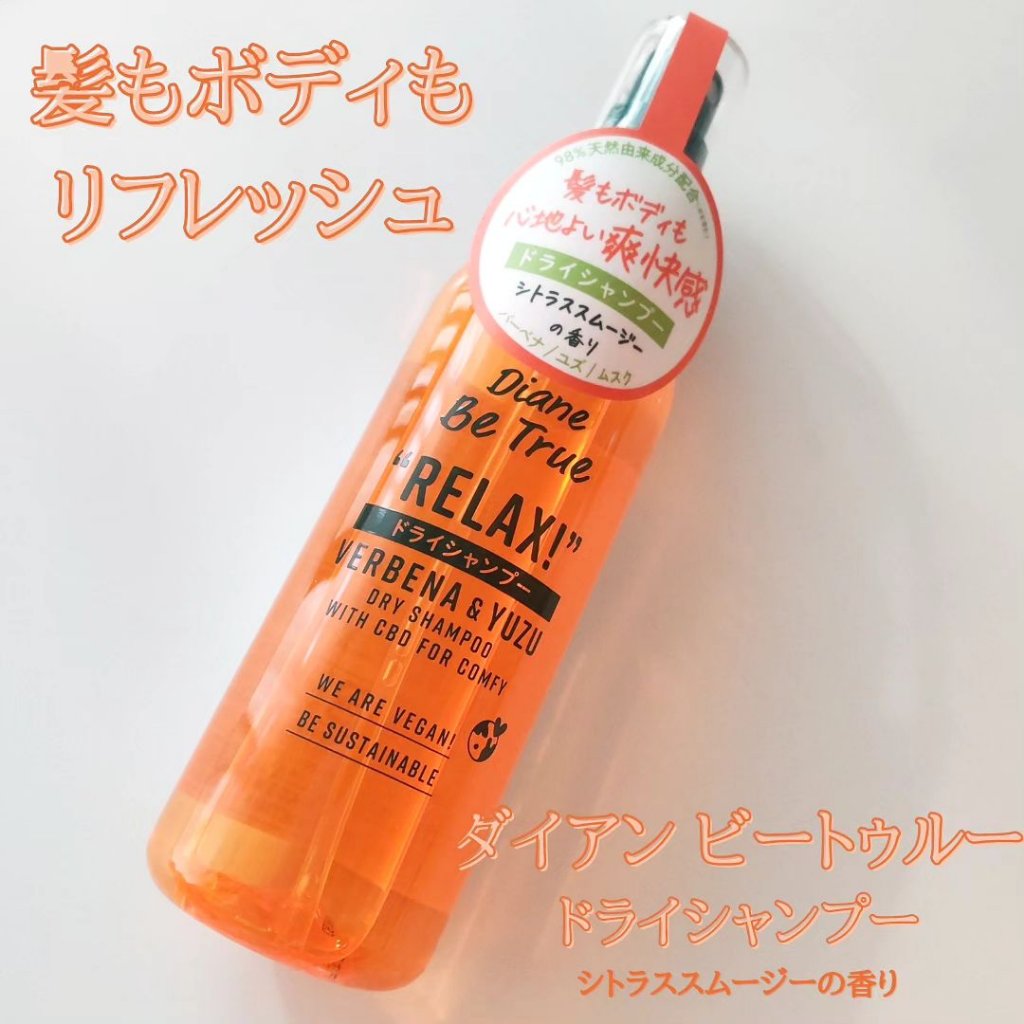 髪もボディも
リフレッシュ
98%天然由来成分配合
髪もボディも
心地よい爽快感
ドライシャンプー
シトラススムージー
の香り
バーベナ/ユズ/ムスク
Diane
Be True
"RELAX!"
ドライシャンプー
VERBENA & YUZU
DRY SHAMPOO
WITH CBD FOR COMFY
WE ARE VEGAN!
BE SUSTAINABLE
ダイアン ビートゥルー
ドライシャンプー
シトラススムージーの香り